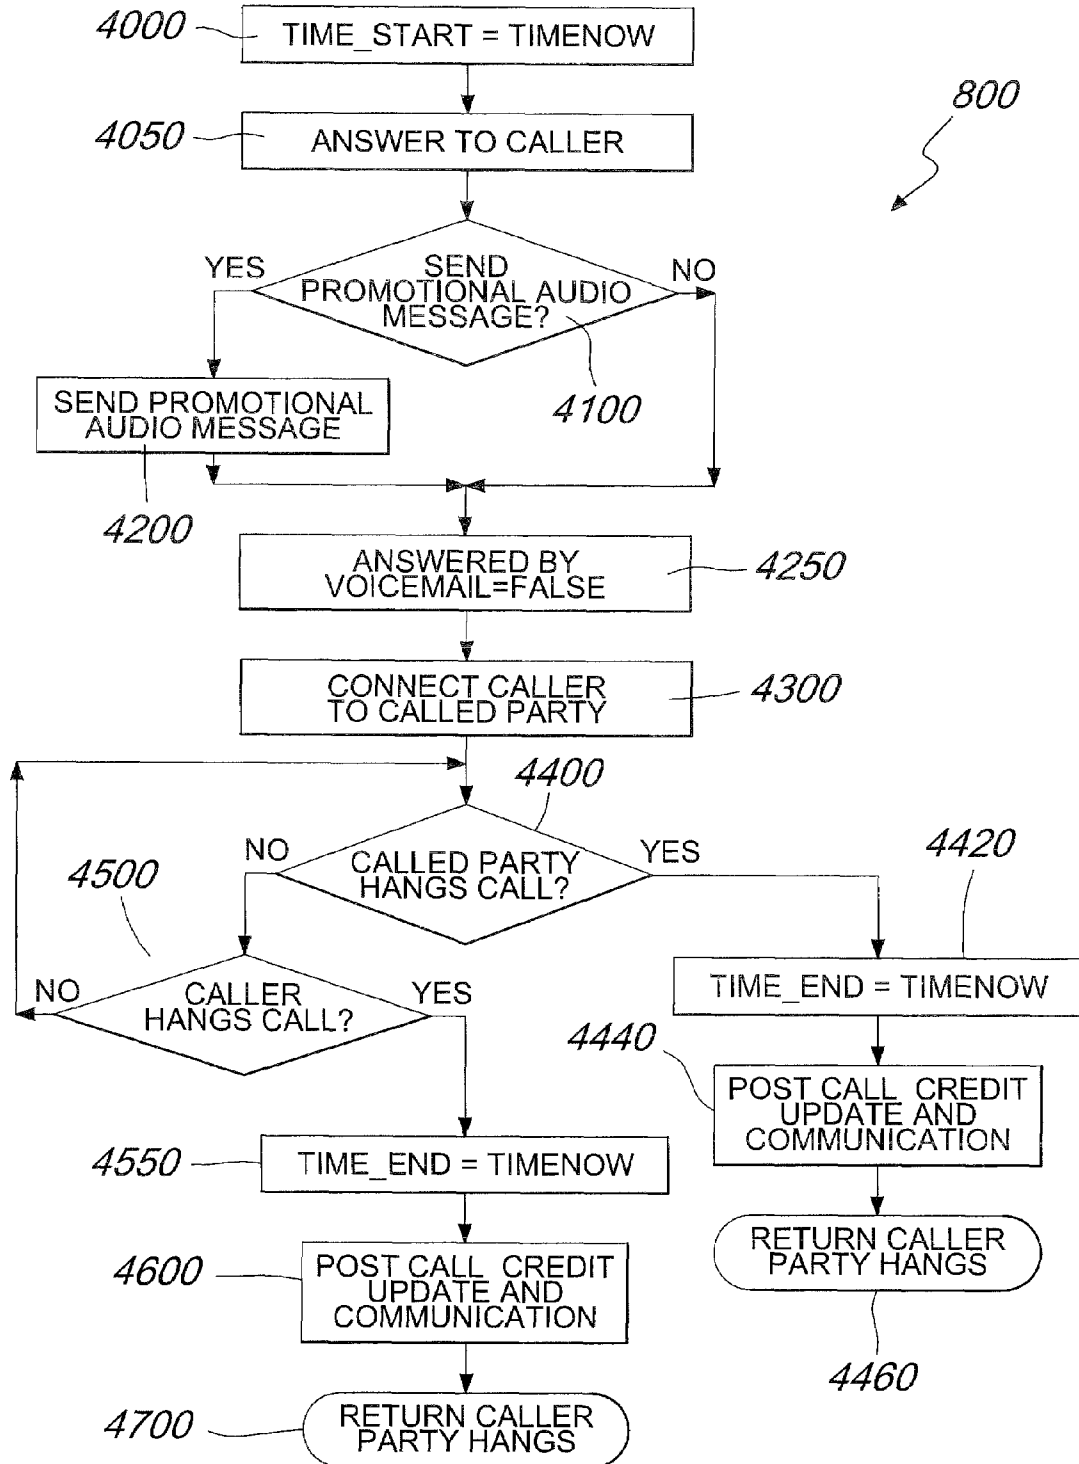 4000
TIME_START = TIMENOW
800
4050
ANSWER TO CALLER
YES
SEND
PROMOTIONAL AUDIO
MESSAGE?
NO
4100
SEND PROMOTIONAL
AUDIO MESSAGE
4200
ANSWERED BY
VOICEMAIL=FALSE
4250
CONNECT CALLER
TO CALLED PARTY
4300
4400
NO
CALLED PARTY
HANGS CALL?
YES
4420
4500
NO
CALLER
HANGS CALL?
YES
TIME_END = TIMENOW
4440
POST CALL CREDIT
UPDATE AND
COMMUNICATION
4550
TIME_END = TIMENOW
RETURN CALLER
PARTY HANGS
4460
4600
POST CALL CREDIT
UPDATE AND
COMMUNICATION
4700
RETURN CALLER
PARTY HANGS